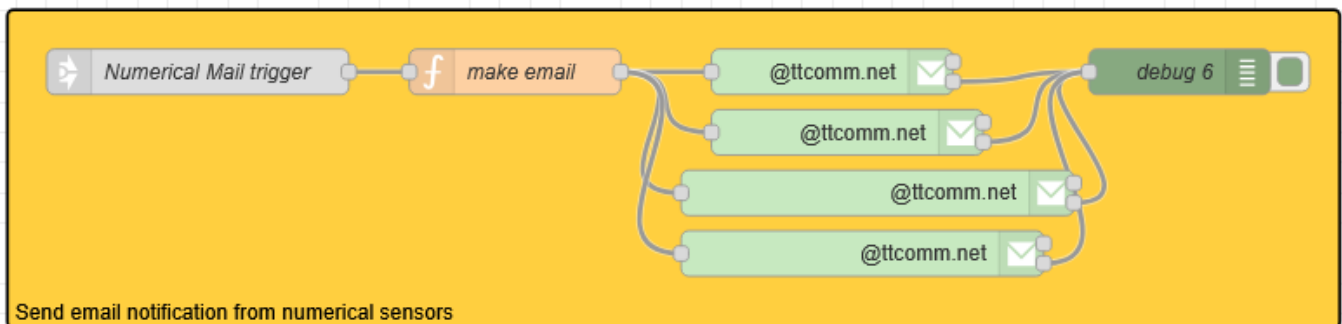 Numerical Mail trigger
make email
@ttcomm.net
debug 6
@ttcomm.net
@ttcomm.net
@ttcomm.net
Send email notification from numerical sensors